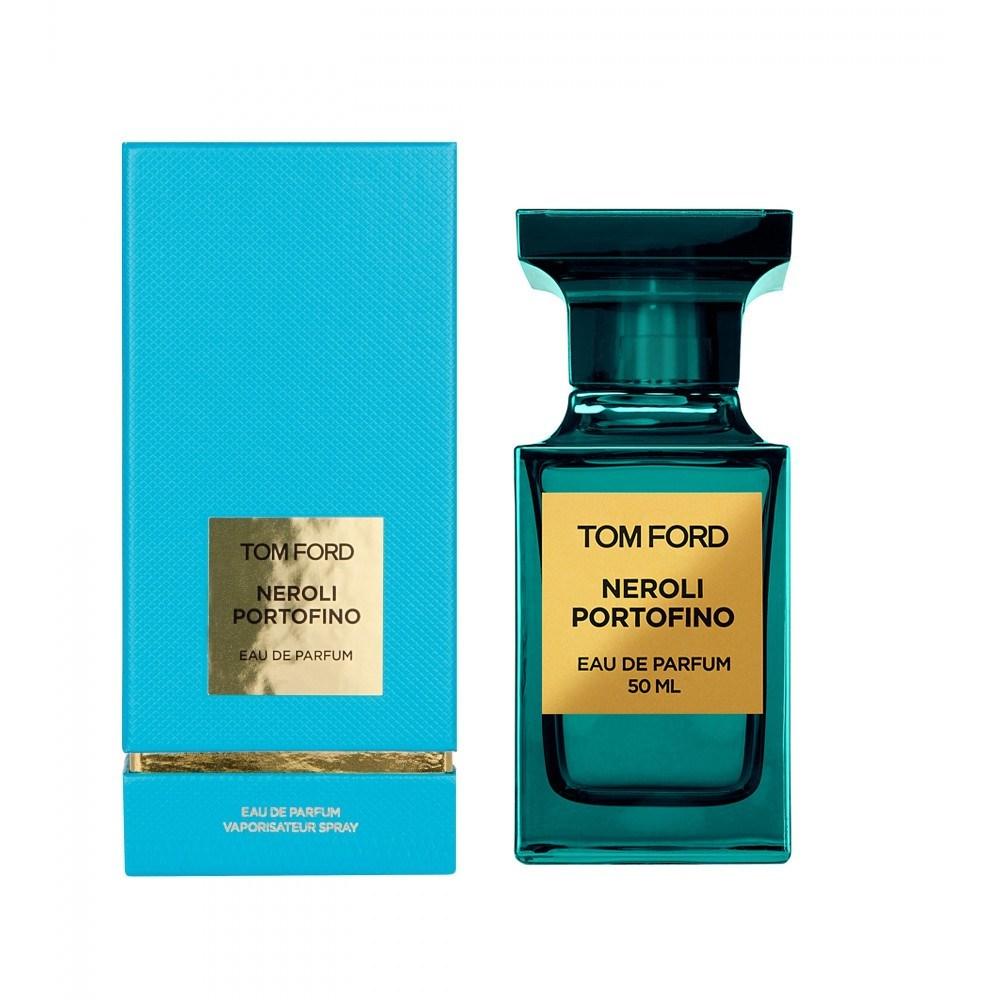 TOM FORD
NEROLI
PORTOFINO
EAU DE PARFUM
EAU DE PARFUM
VAPORISATEUR SPRAY
TOM FORD
NEROLI
PORTOFINO
EAU DE PARFUM
50 ML